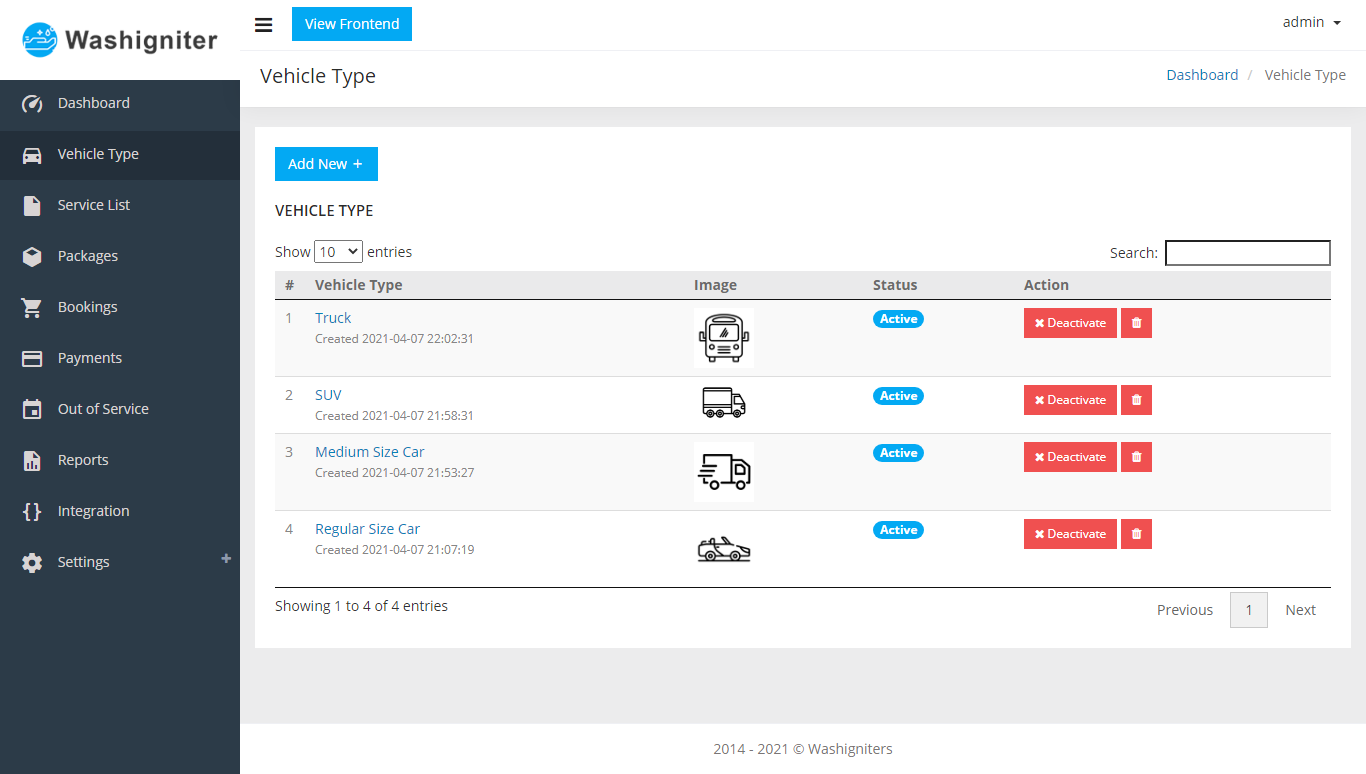 Washigniter
View Frontend
admin
Vehicle Type
Dashboard / Vehicle Type
Dashboard
Vehicle Type
Service List
Packages
Bookings
Payments
Out of Service
Reports
Integration
Settings +
Add New +
VEHICLE TYPE
Show 10 entries
Search:
# Vehicle Type Image Status Action
1 Truck Active Deactivate
Created 2021-04-07 22:02:31
2 SUV Active Deactivate
Created 2021-04-07 21:58:31
3 Medium Size Car Active Deactivate
Created 2021-04-07 21:53:27
4 Regular Size Car Active Deactivate
Created 2021-04-07 21:07:19
Showing 1 to 4 of 4 entries
Previous 1 Next
2014 - 2021 © Washigniters